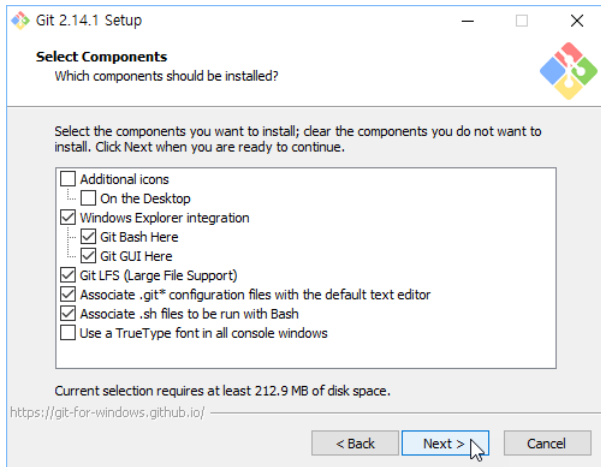 Git 2.14.1 Setup
Select Components
Which components should be installed?
Select the components you want to install; clear the components you do not want to
install. Click Next when you are ready to continue.
Additional icons
On the Desktop
Windows Explorer integration
Git Bash Here
Git GUI Here
Git LFS (Large File Support)
Associate .git* configuration files with the default text editor
Associate .sh files to be run with Bash
Use a TrueType font in all console windows
Current selection requires at least 212.9 MB of disk space.
https://git-for-windows.github.io/
< Back
Next >
Cancel